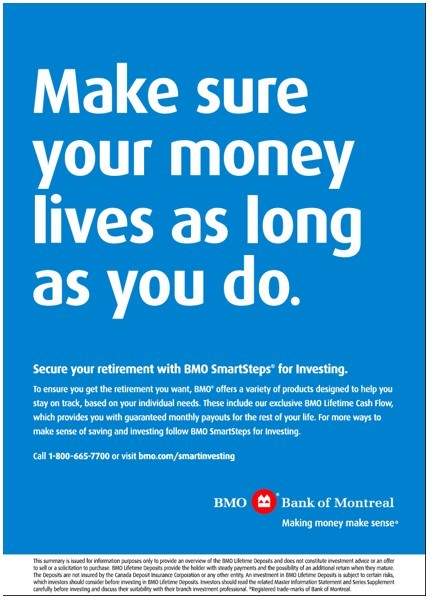 Make sure
your money
lives as long
as you do.
Secure your retirement with BMO SmartSteps® for Investing.
To ensure you get the retirement you want, BMO® offers a variety of products designed to help you
stay on track, based on your individual needs. These include our exclusive BMO Lifetime Cash Flow,
which provides you with guaranteed monthly payouts for the rest of your life. For more ways to
make sense of saving and investing follow BMO SmartSteps for Investing.
Call 1-800-665-7700 or visit bmo.com/smartinvesting
BMO ® Bank of Montreal
Making money make sense®
This summary is issued for information purposes only to provide an overview of the BMO Lifetime Deposits and does not constitute investment advice or an offer
to sell or a solicitation to purchase. BMO Lifetime Deposits provide the holder with steady payments and the possibility of an additional return when they mature.
The Deposits are not insured by the Canada Deposit Insurance Corporation or any other entity. An investment in BMO Lifetime Deposits is subject to certain risks,
which investors should consider before investing in BMO Lifetime Deposits. Investors should read the related Master Information Statement and Series Supplement
carefully before investing and discuss their suitability with their branch investment professional. ®Registered trade-marks of Bank of Montreal.